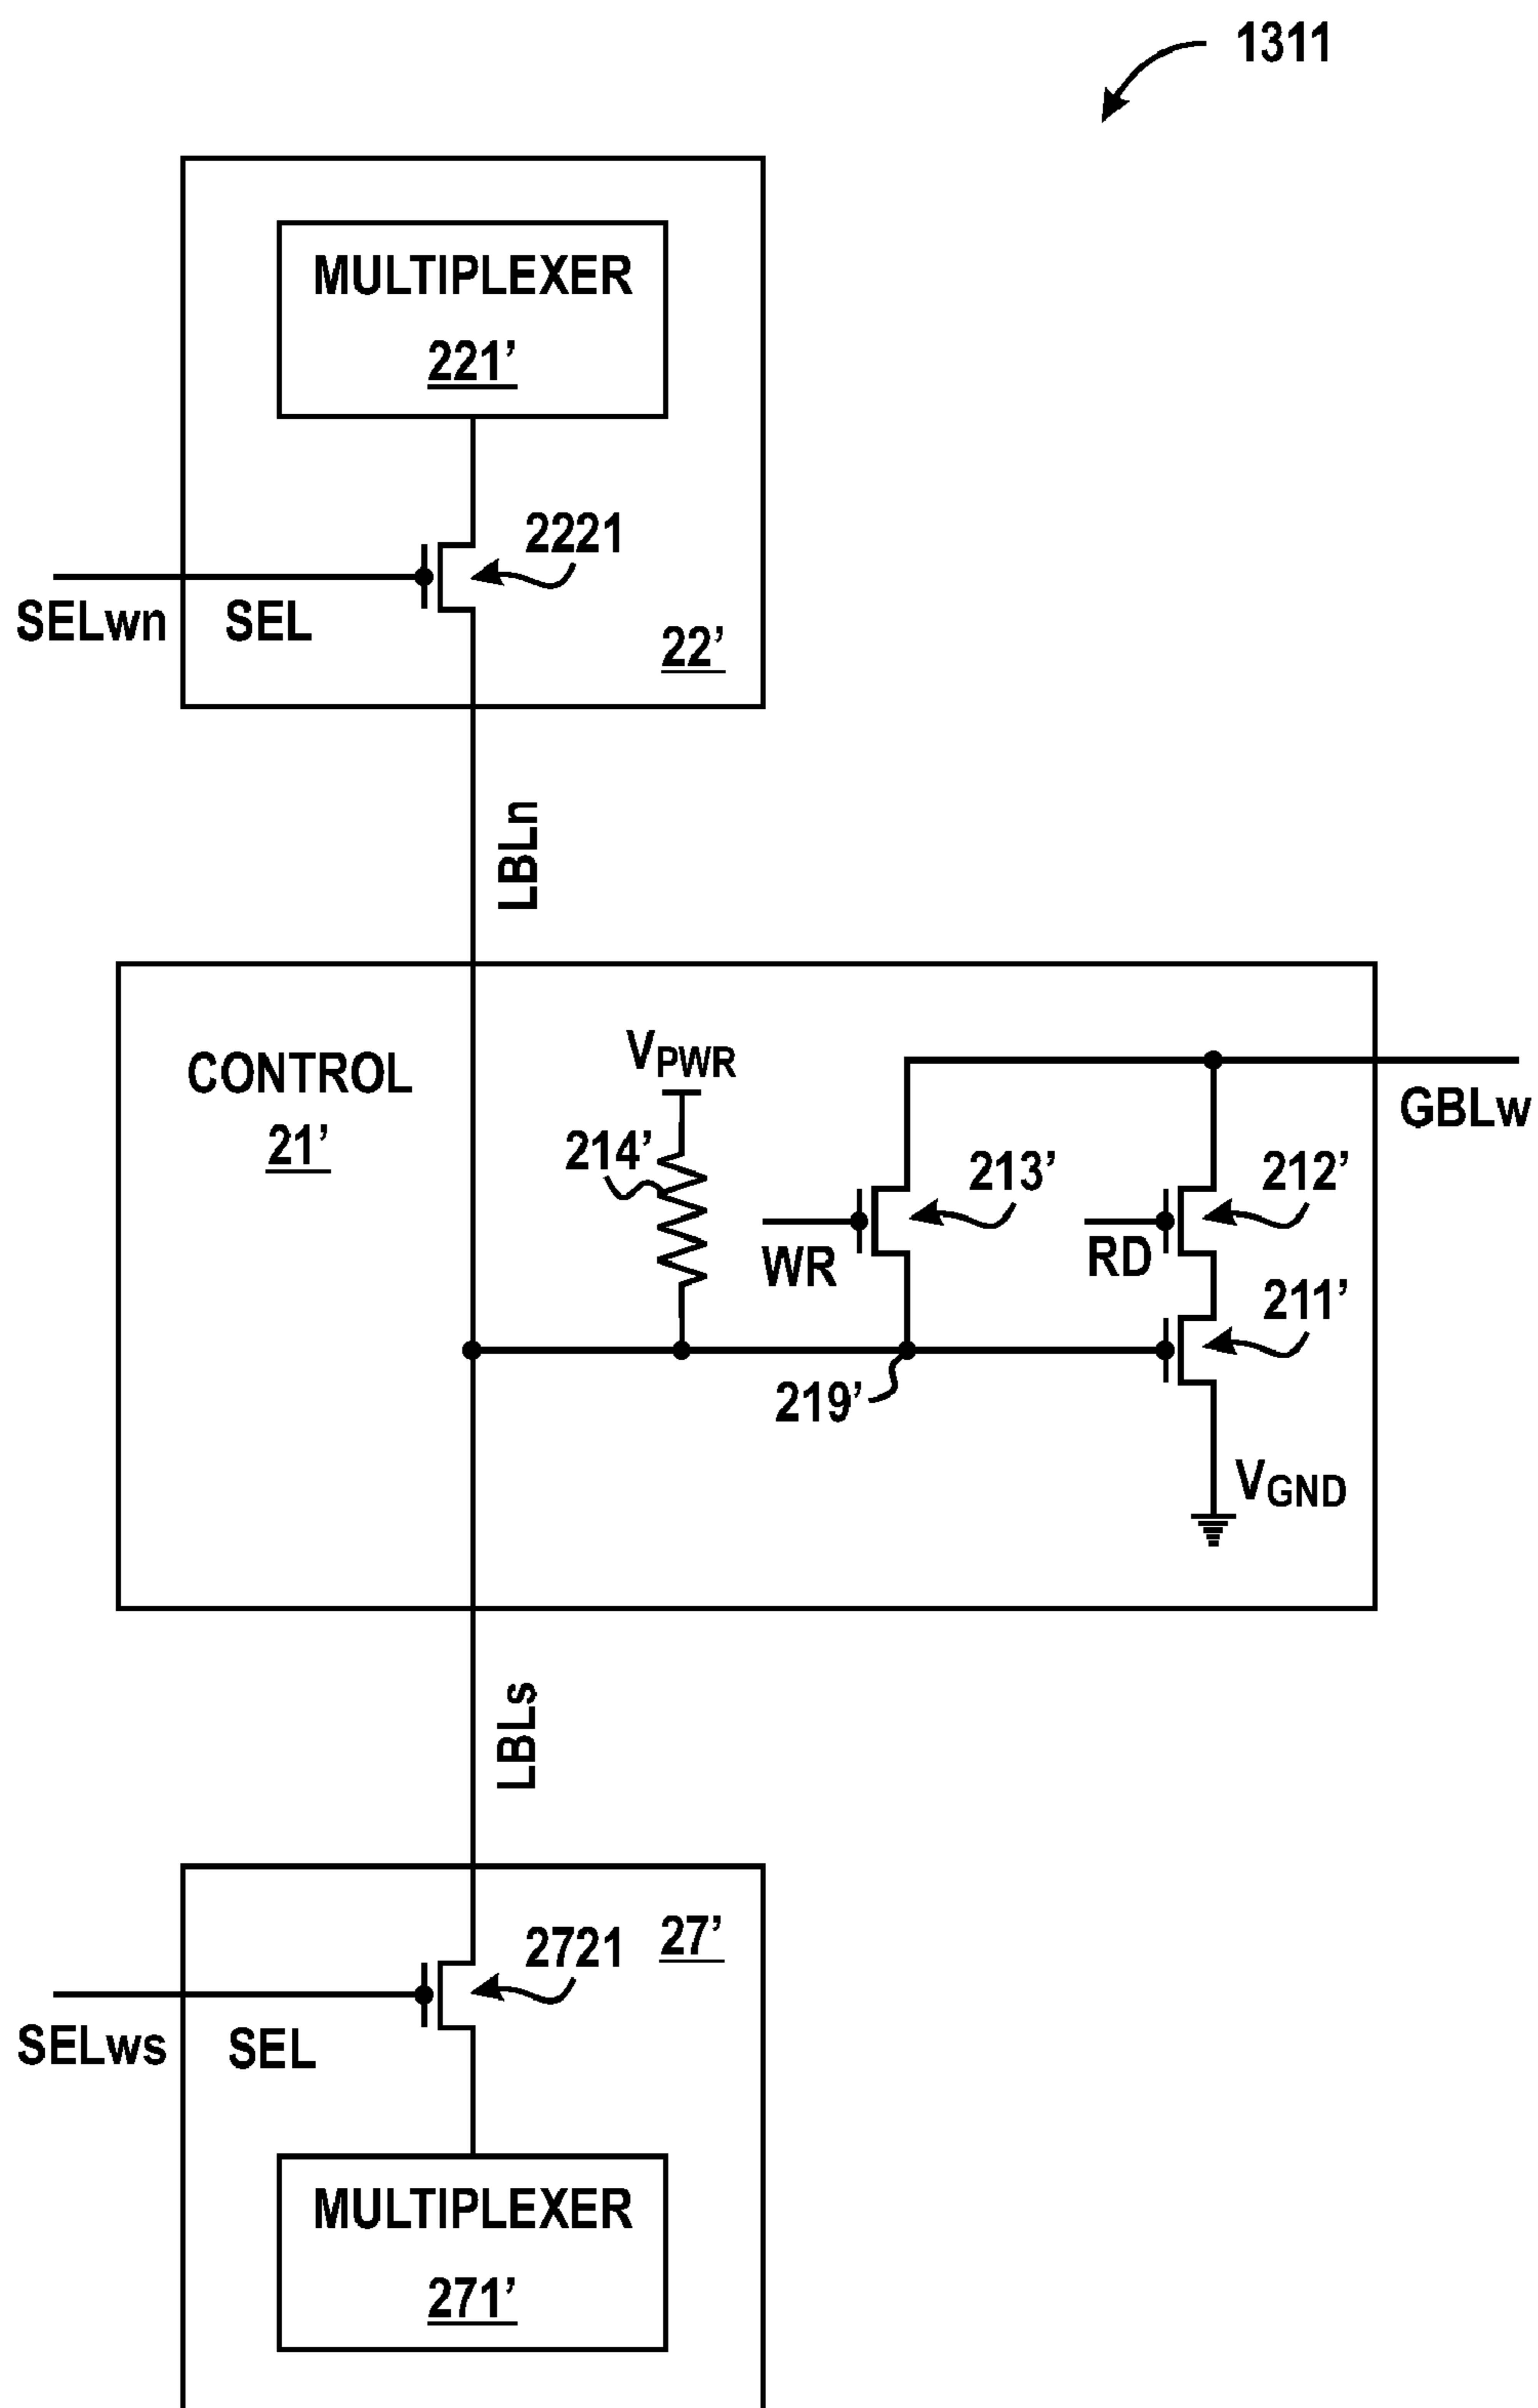 1311
MULTIPLEXER
221’
2221
SELwn
SEL
22’
LBLn
CONTROL
21’
VPWR
214’
213’
212’
GBLw
WR
RD
211’
219’
VGND
LBLs
27’
2721
SELws
SEL
MULTIPLEXER
271’